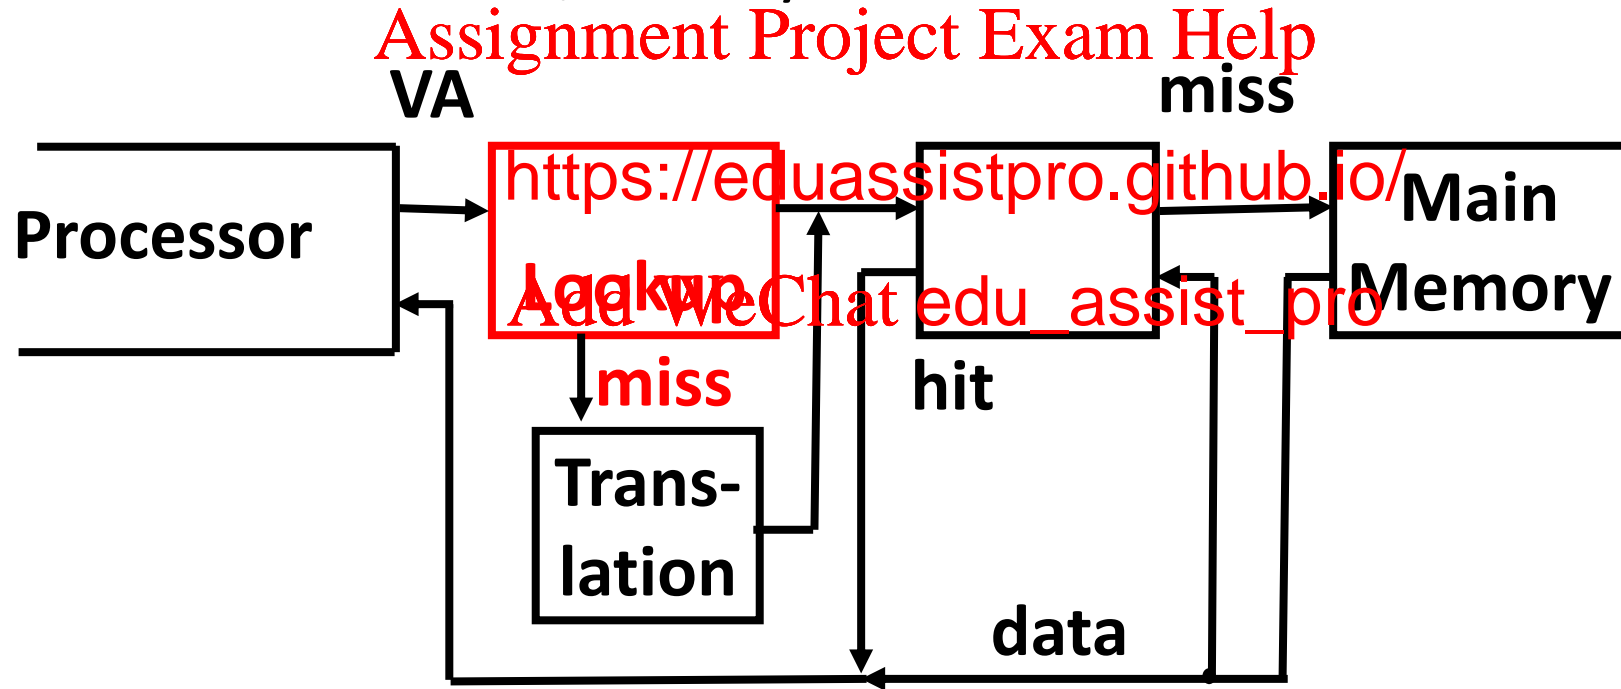 Assignment Project Exam Help
VA
miss
https://eduassistpro.github.io/
Processor
Main
Memory
Lookup
Add WeChat edu_assist_pro
miss
hit
Trans-
lation
data